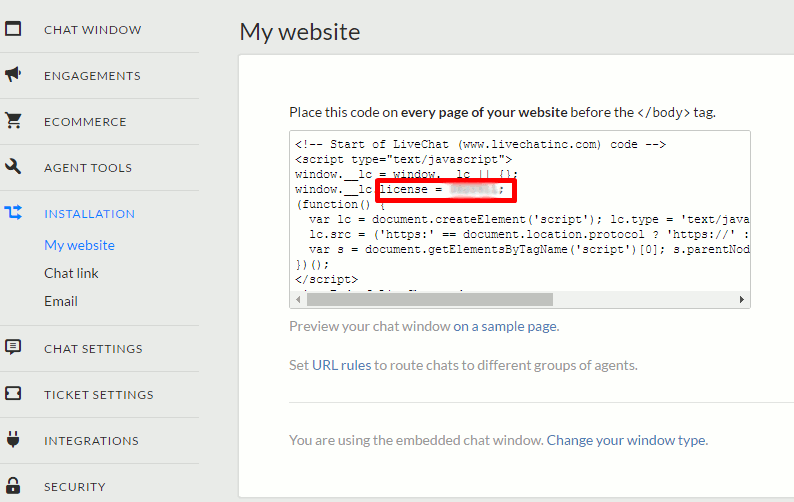 CHAT WINDOW
ENGAGEMENTS
ECOMMERCE
AGENT TOOLS
INSTALLATION
My website
Chat link
Email
CHAT SETTINGS
TICKET SETTINGS
INTEGRATIONS
SECURITY
My website
Place this code on every page of your website before the </body> tag.
<!-- Start of LiveChat (www.livechatinc.com) code -->
<script type="text/javascript">
window.__lc = window.__lc || {};
window.__lc.license = ;
(function() {
var lc = document.createElement('script'); lc.type = 'text/java
lc.src = ('https:' == document.location.protocol ? 'https://' :
var s = document.getElementsByTagName('script')[0]; s.parentNod
})();
</script>
Preview your chat window on a sample page.
Set URL rules to route chats to different groups of agents.
You are using the embedded chat window. Change your window type.